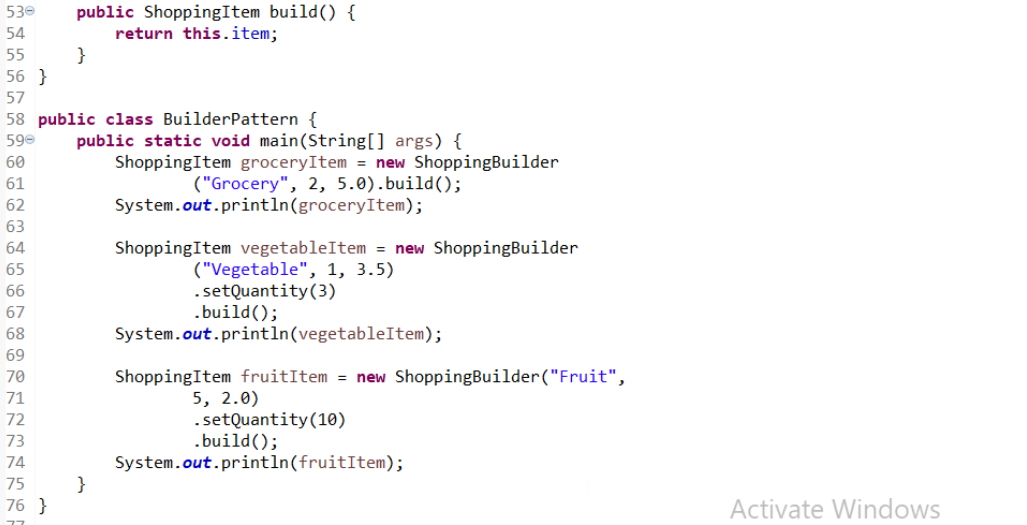 53 public ShoppingItem build() {
54 return this.item;
55 }
56 }
57
58 public class BuilderPattern {
59 public static void main(String[] args) {
60 ShoppingItem groceryItem = new ShoppingBuilder
61 ("Grocery", 2, 5.0).build();
62 System.out.println(groceryItem);
63
64 ShoppingItem vegetableItem = new ShoppingBuilder
65 ("Vegetable", 1, 3.5)
66 .setQuantity(3)
67 .build();
68 System.out.println(vegetableItem);
69
70 ShoppingItem fruitItem = new ShoppingBuilder("Fruit",
71 5, 2.0)
72 .setQuantity(10)
73 .build();
74 System.out.println(fruitItem);
75 }
76 }
Activate Windows